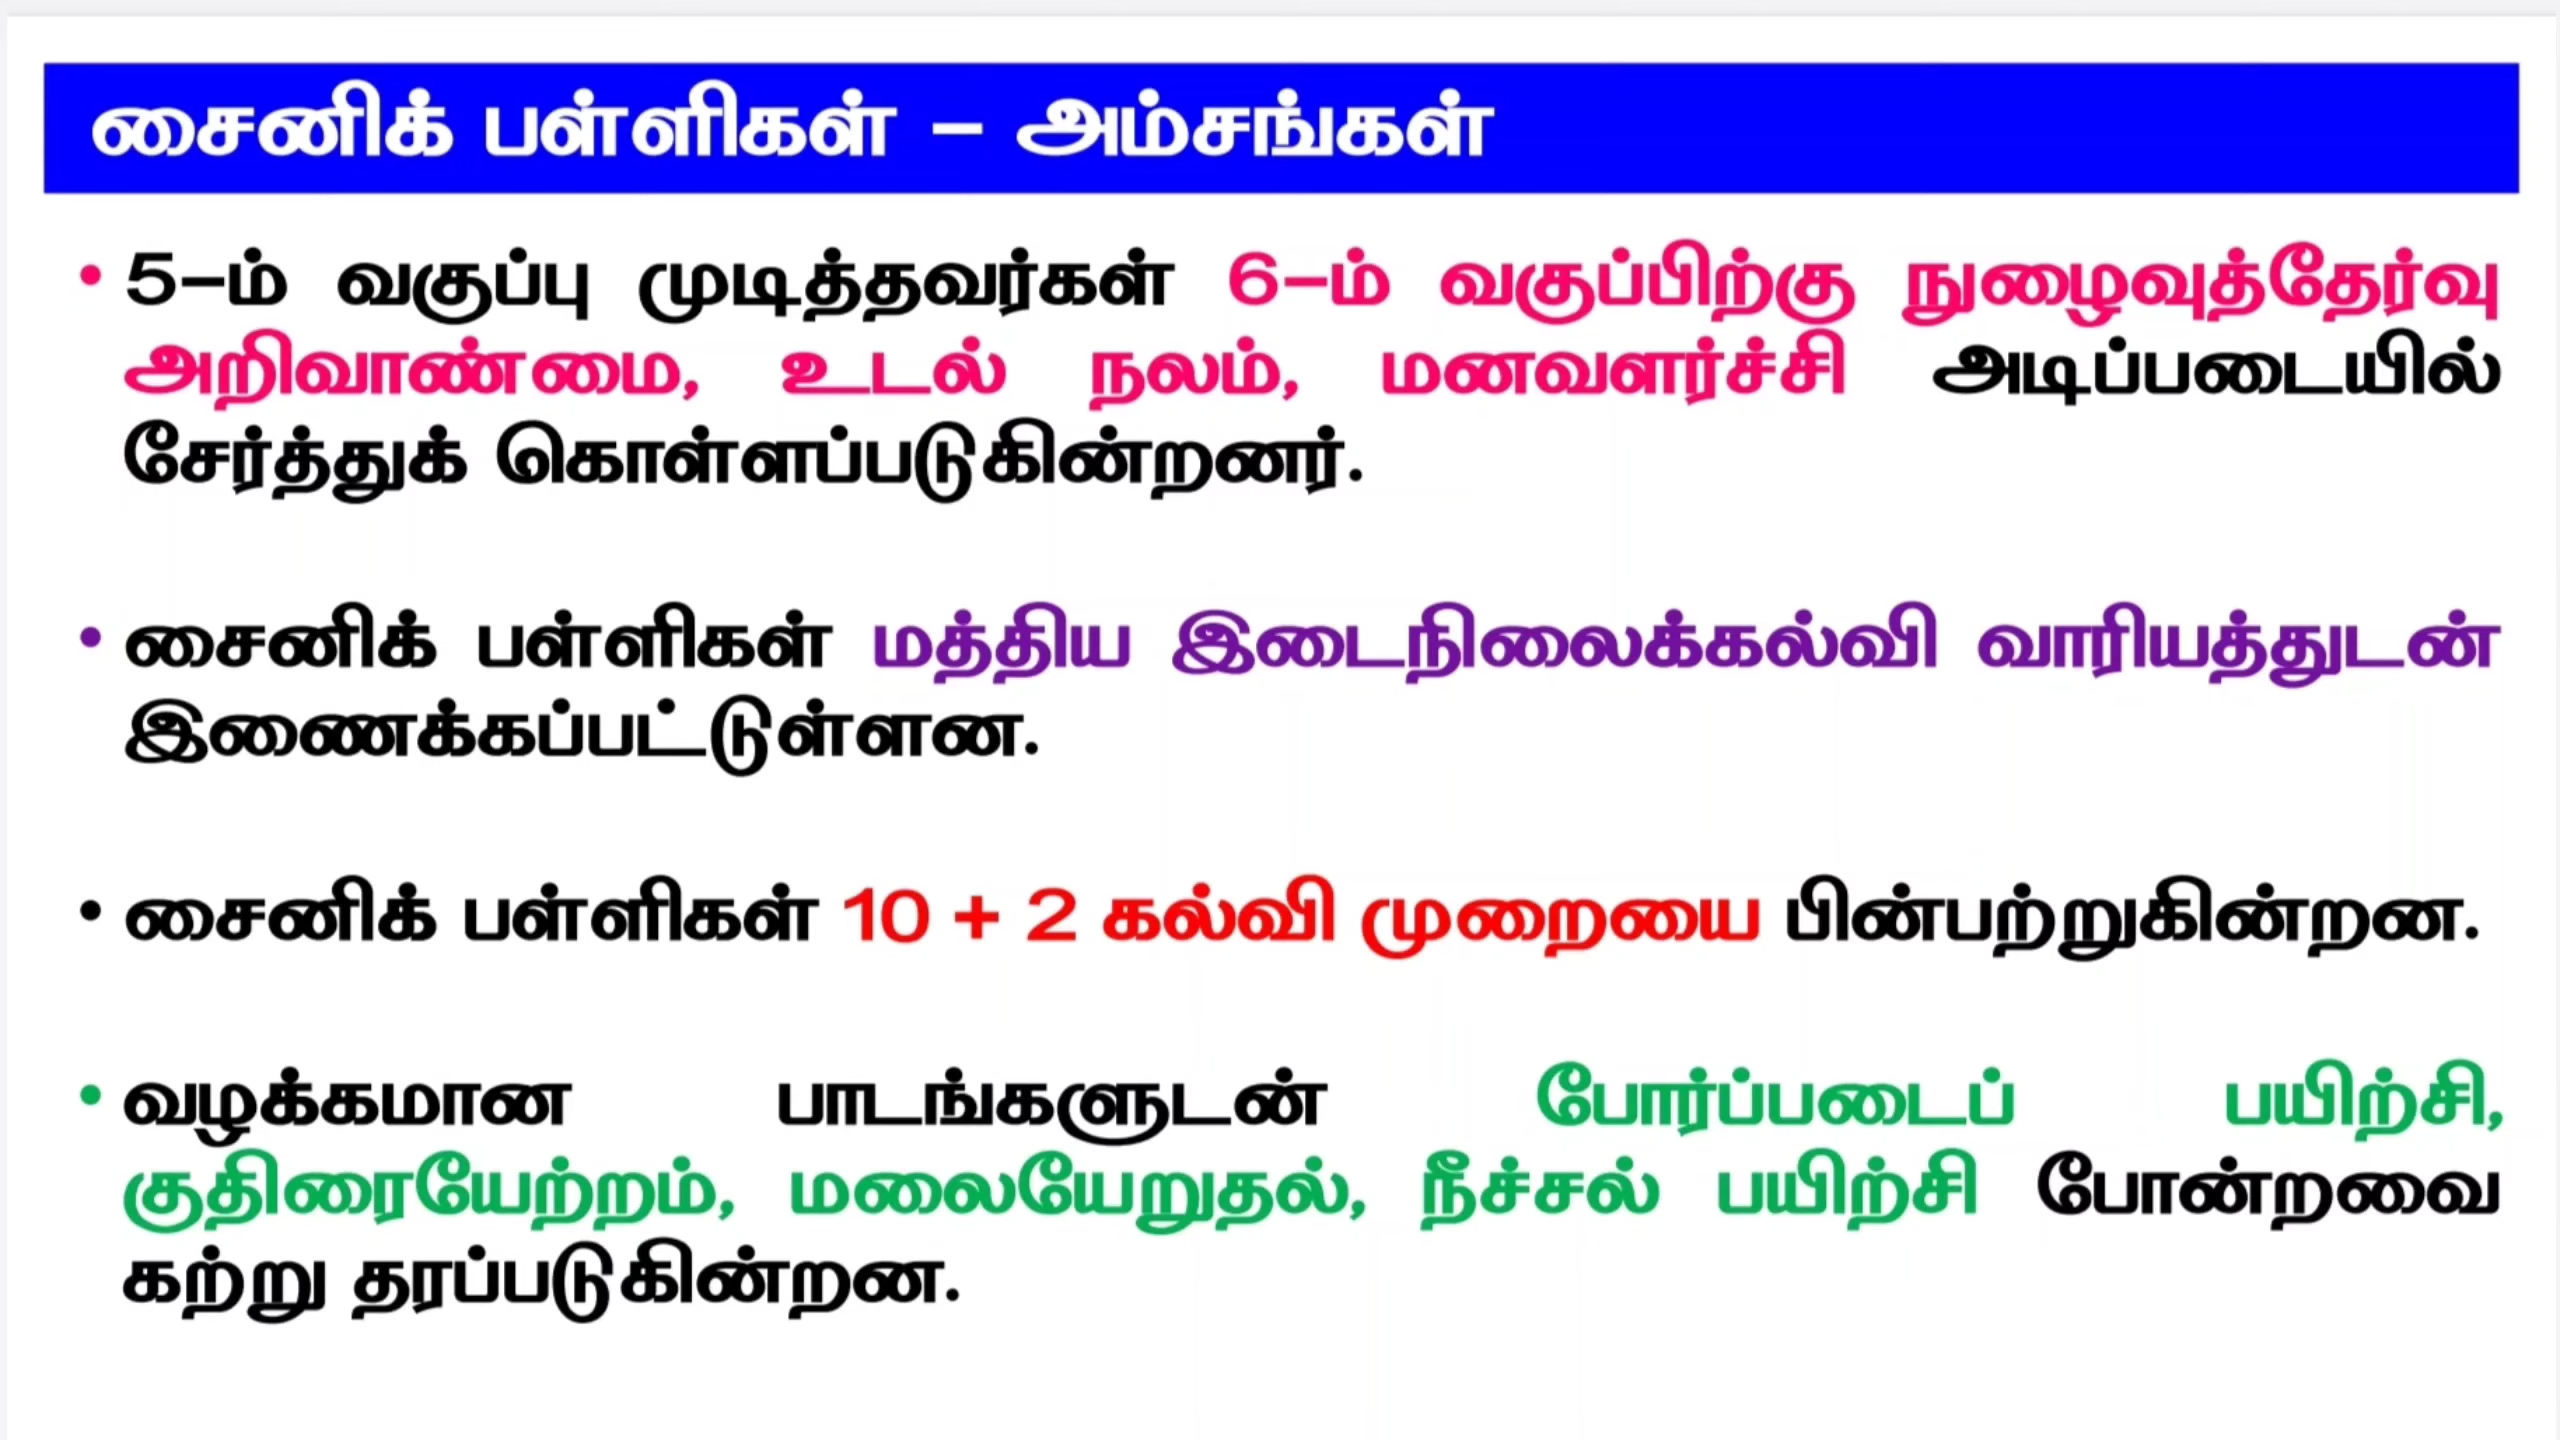 சைனிக் பள்ளிகள் – அம்சங்கள்
• 5–ம் வகுப்பு முடித்தவர்கள் 6–ம் வகுப்பிற்கு நுழைவுத்தேர்வு
அறிவாண்மை, உடல் நலம், மனவளர்ச்சி அடிப்படையில்
சேர்த்துக் கொள்ளப்படுகின்றனர்.
• சைனிக் பள்ளிகள் மத்திய இடைநிலைக்கல்வி வாரியத்துடன்
இணைக்கப்பட்டுள்ளன.
• சைனிக் பள்ளிகள் 10 + 2 கல்வி முறையை பின்பற்றுகின்றன.
• வழக்கமான பாடங்களுடன் போர்ப்படைப் பயிற்சி,
குதிரையேற்றம், மலையேறுதல், நீச்சல் பயிற்சி போன்றவை
கற்று தரப்படுகின்றன.